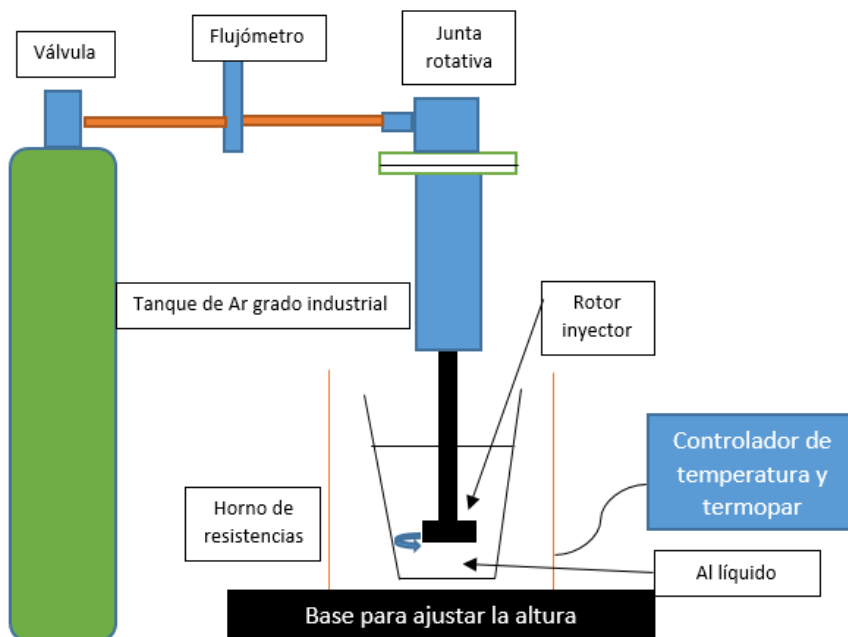 Válvula
Flujómetro
Junta
rotativa
Tanque de Ar grado industrial
Rotor
inyector
Horno de
resistencias
Controlador de
temperatura y
termopar
Al líquido
Base para ajustar la altura